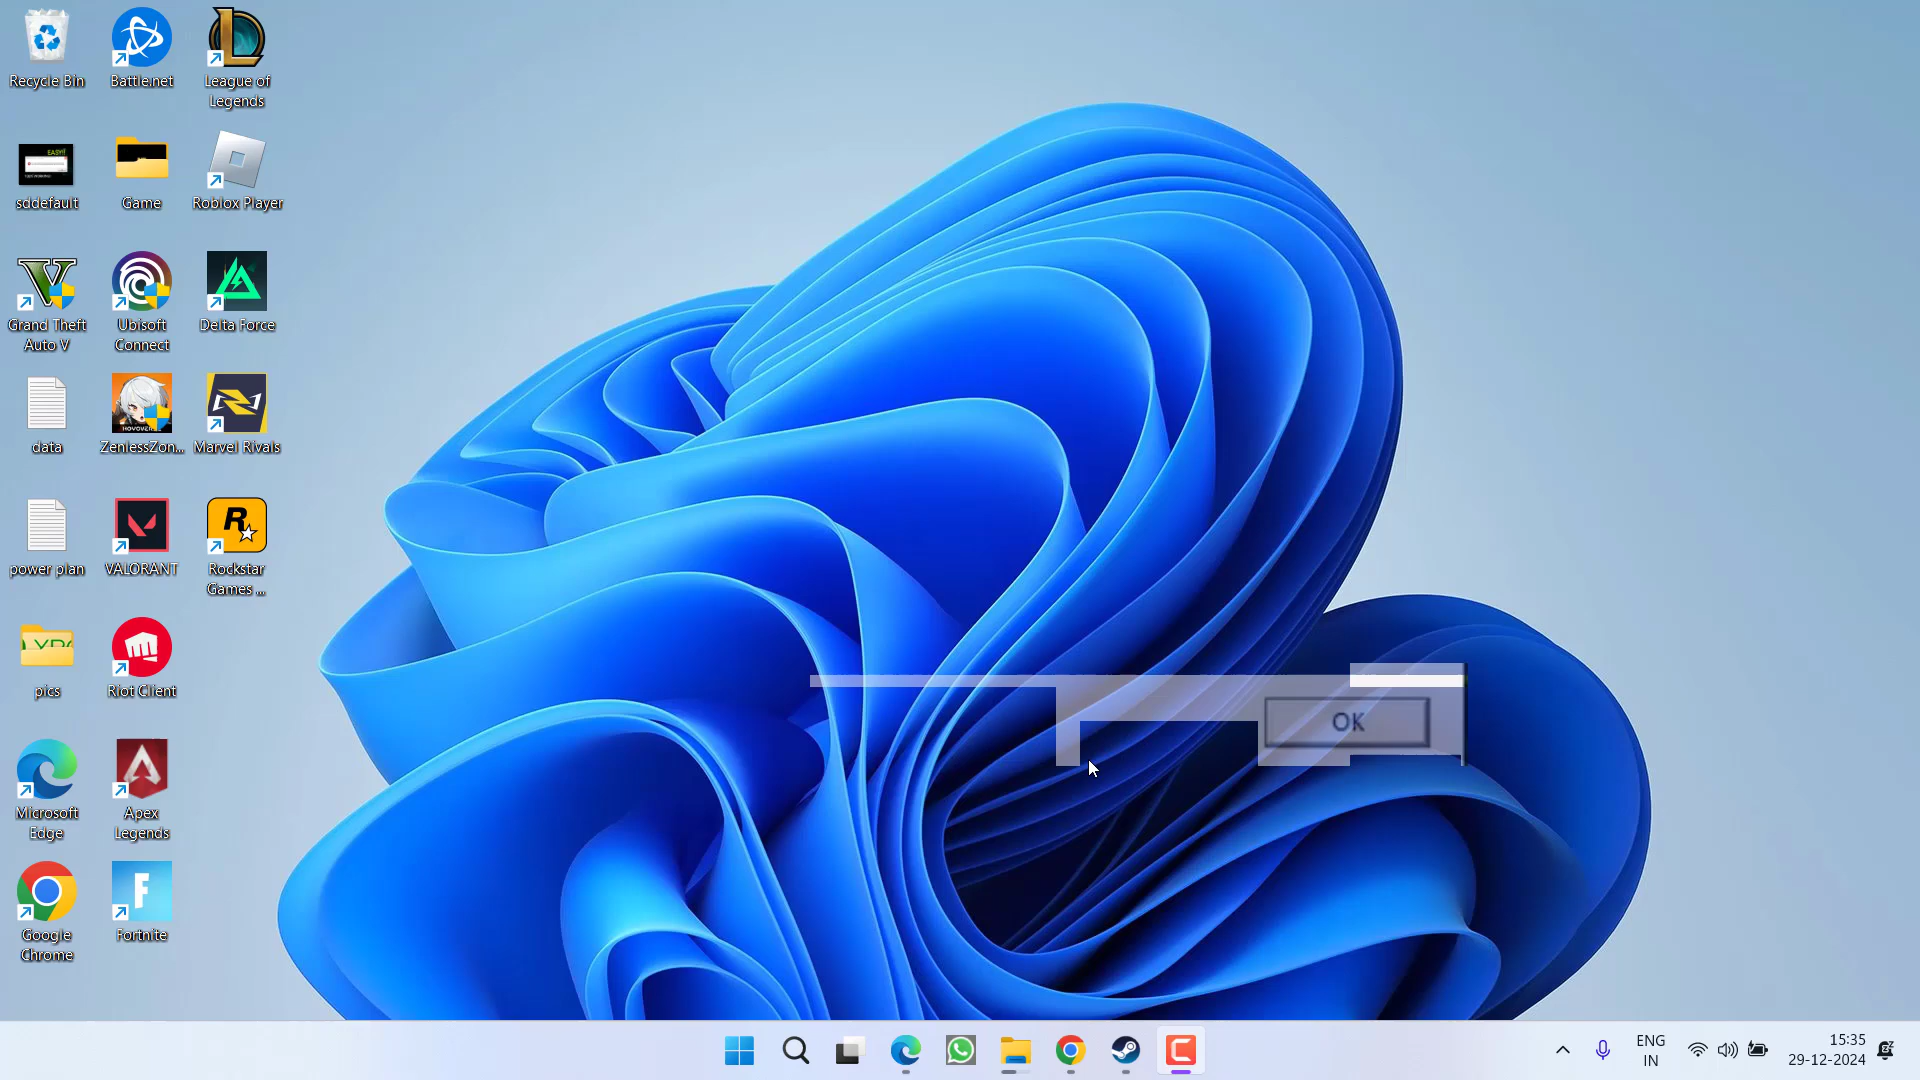 Recycle Bin
Battle.net
League of
Legends
EASY
sddefault
Game
Roblox Player
Grand Theft
Auto V
Ubisoft
Connect
Delta Force
data
ZenlessZon...
Marvel Rivals
power plan
VALORANT
Rockstar
Games ...
pics
Riot Client
Microsoft
Edge
Apex
Legends
Google
Chrome
Fortnite
OK
ENG
IN
15:35
29-12-2024